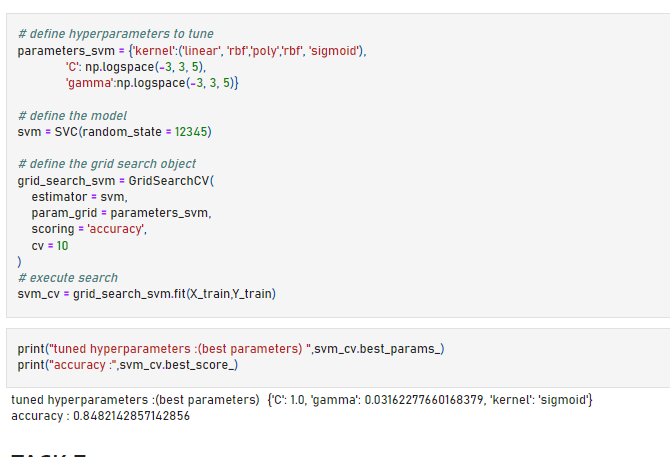 # define hyperparameters to tune
parameters_svm = {'kernel':('linear', 'rbf','poly','rbf', 'sigmoid'),
'C': np.logspace(-3, 3, 5),
'gamma':np.logspace(-3, 3, 5)}
# define the model
svm = SVC(random_state = 12345)
# define the grid search object
grid_search_svm = GridSearchCV(
estimator = svm,
param_grid = parameters_svm,
scoring = 'accuracy',
cv = 10
)
# execute search
svm_cv = grid_search_svm.fit(X_train,Y_train)
print("tuned hyperparameters :(best parameters) ",svm_cv.best_params_)
print("accuracy :",svm_cv.best_score_)
tuned hyperparameters :(best parameters)  {'C': 1.0, 'gamma': 0.03162277660168379, 'kernel': 'sigmoid'}
accuracy : 0.8482142857142856